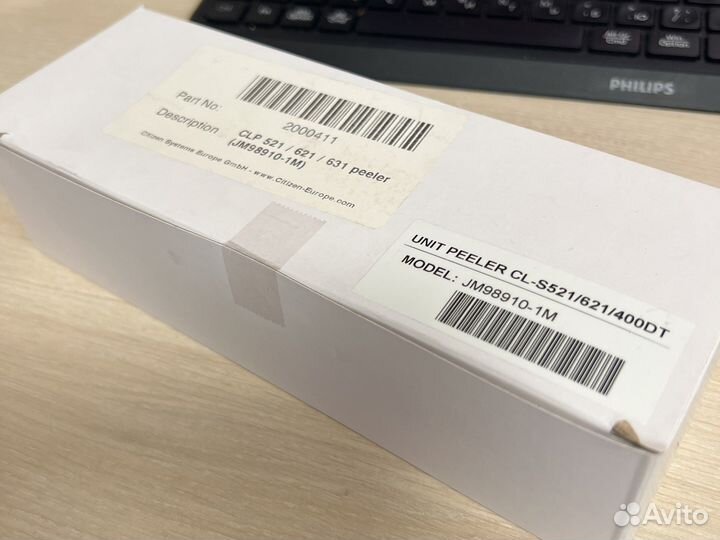 PHILIPS
Part No:
2000411
Description
CLP 521 / 621 / 631 peeler
(JM98910-1M)
Citizen Systems Europe GmbH - www.Citizen-Europe.com
UNIT PEELER CL-S521/621/400DT
MODEL: JM98910-1M
Avito